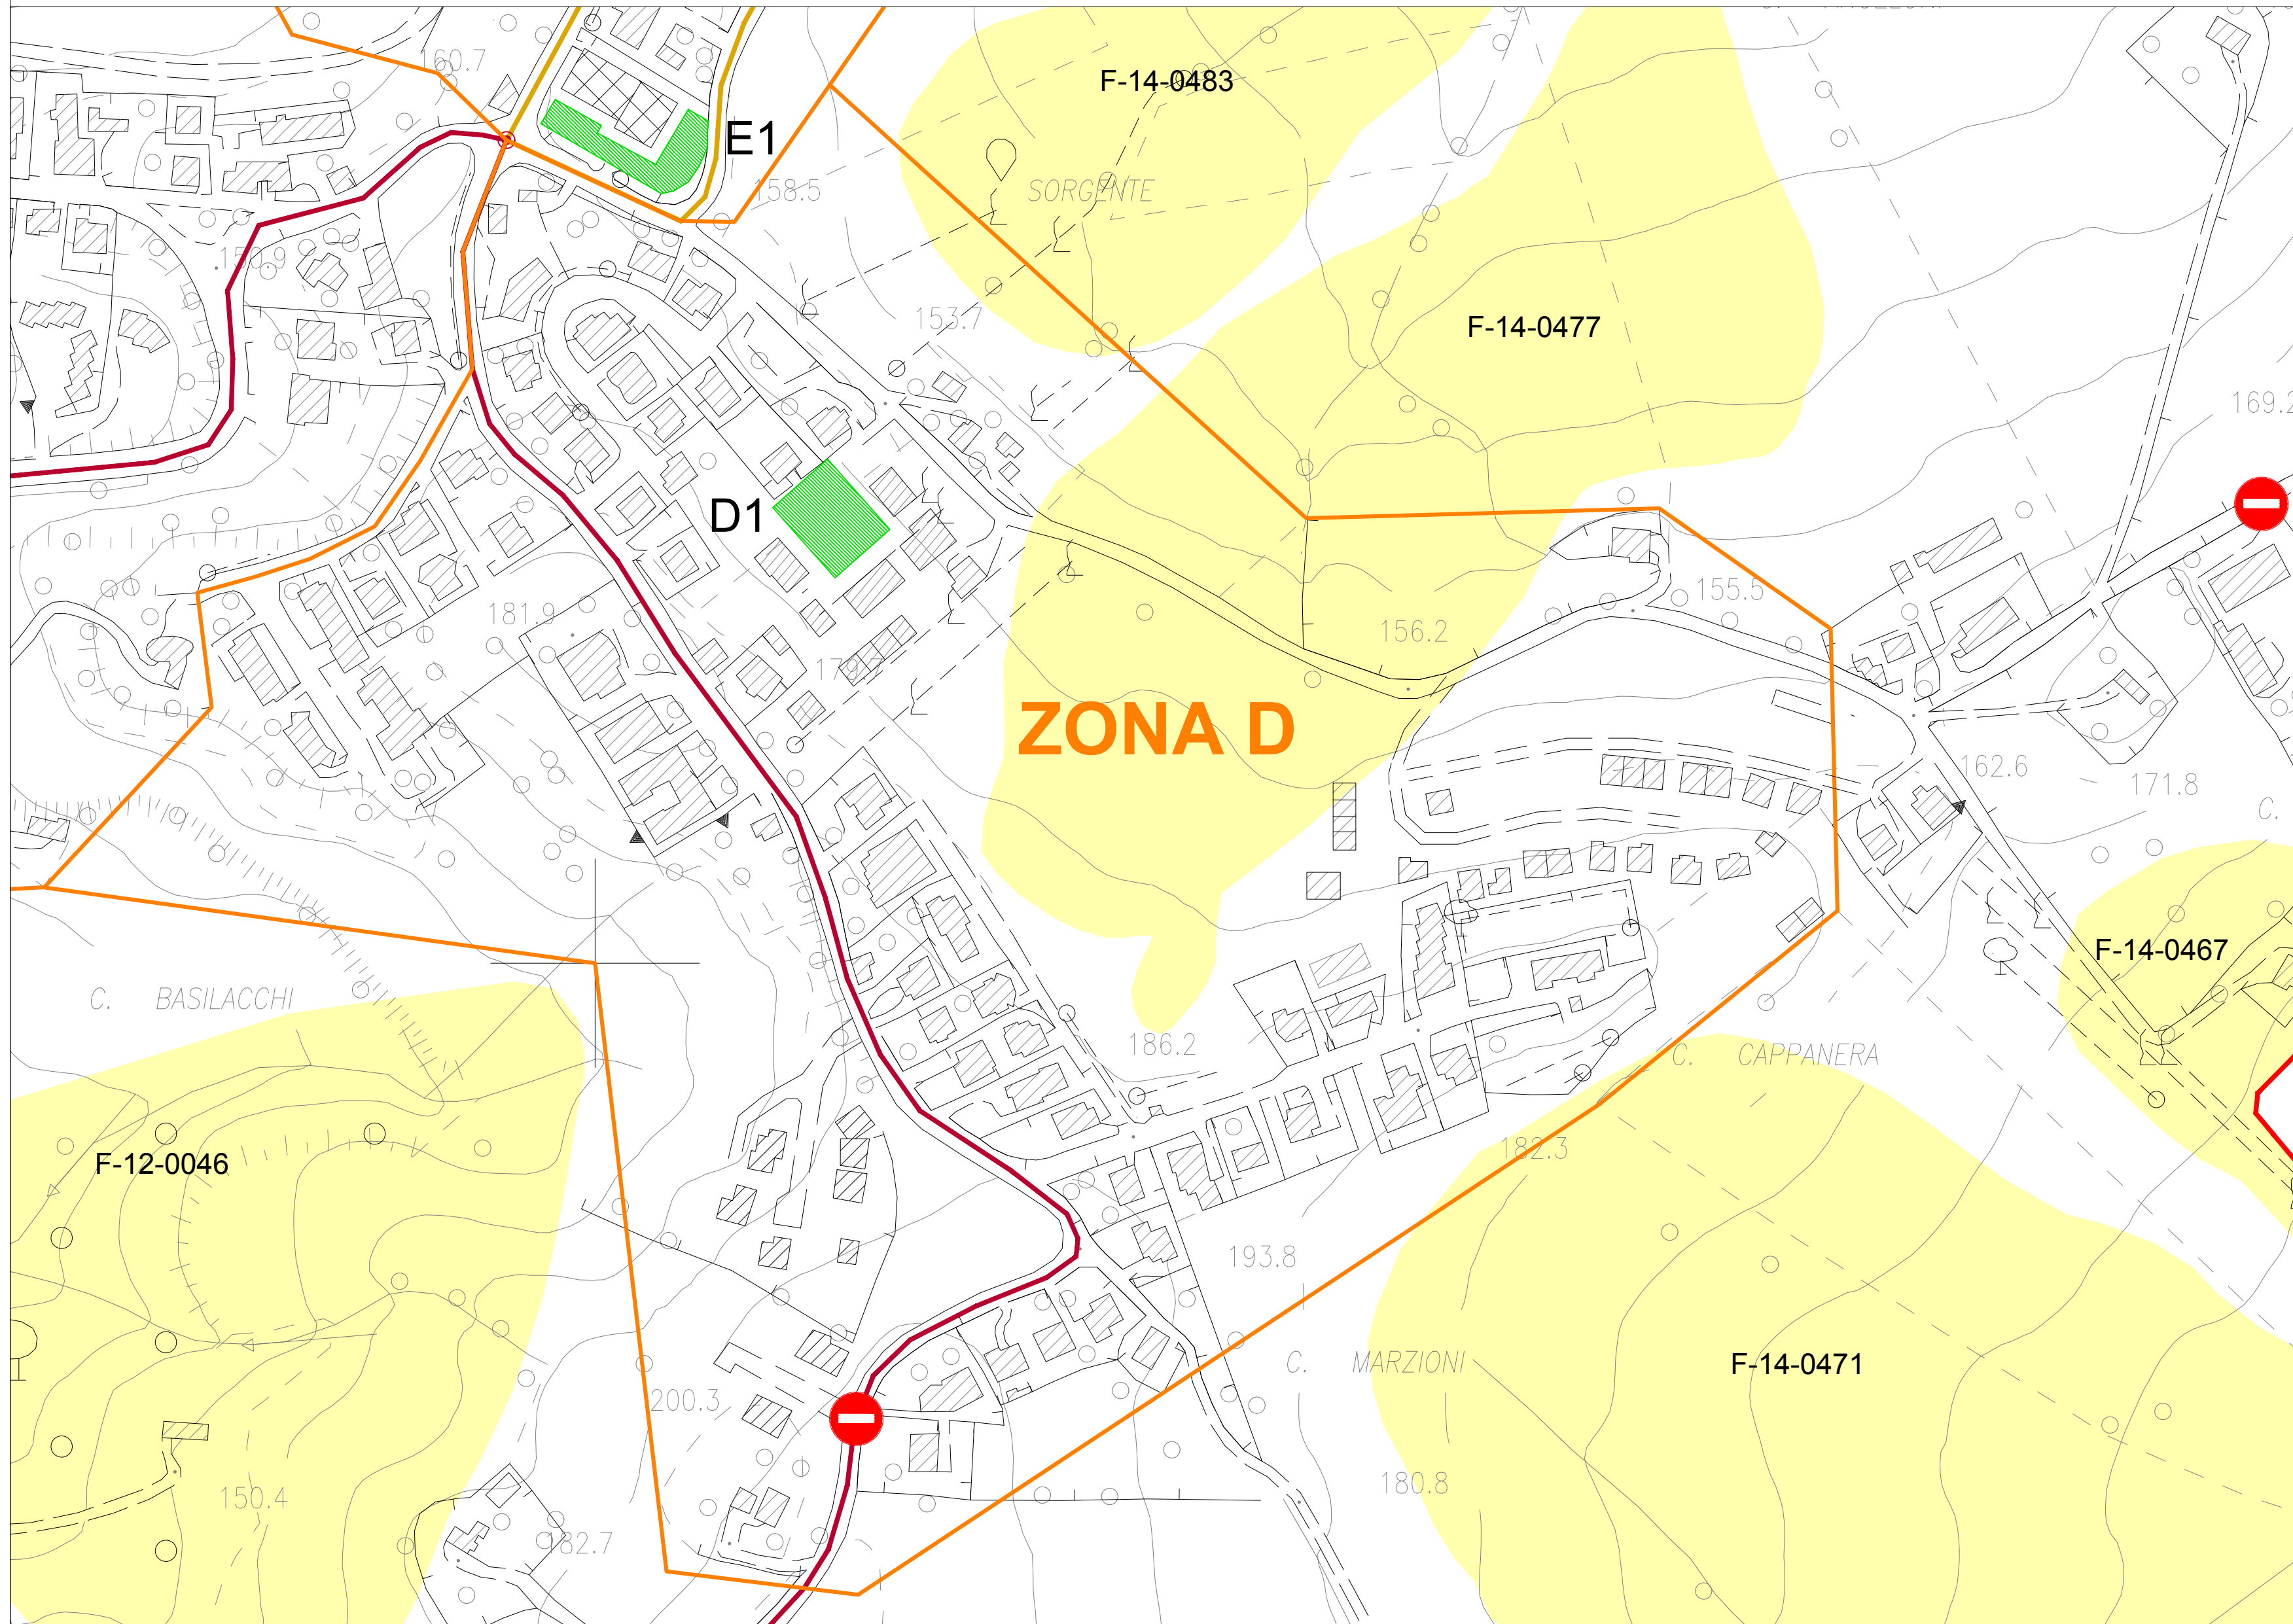 160.7
F-14-0483
E1
158.5
SORGENTE
159.9
153.7
F-14-0477
169.2
D1
181.9
155.5
156.2
179.7
ZONA D
162.6
171.8
C.
F-14-0467
C. BASILACCHI
186.2
C. CAPPANERA
F-12-0046
182.3
193.8
C. MARZIONI
F-14-0471
200.3
180.8
150.4
182.7